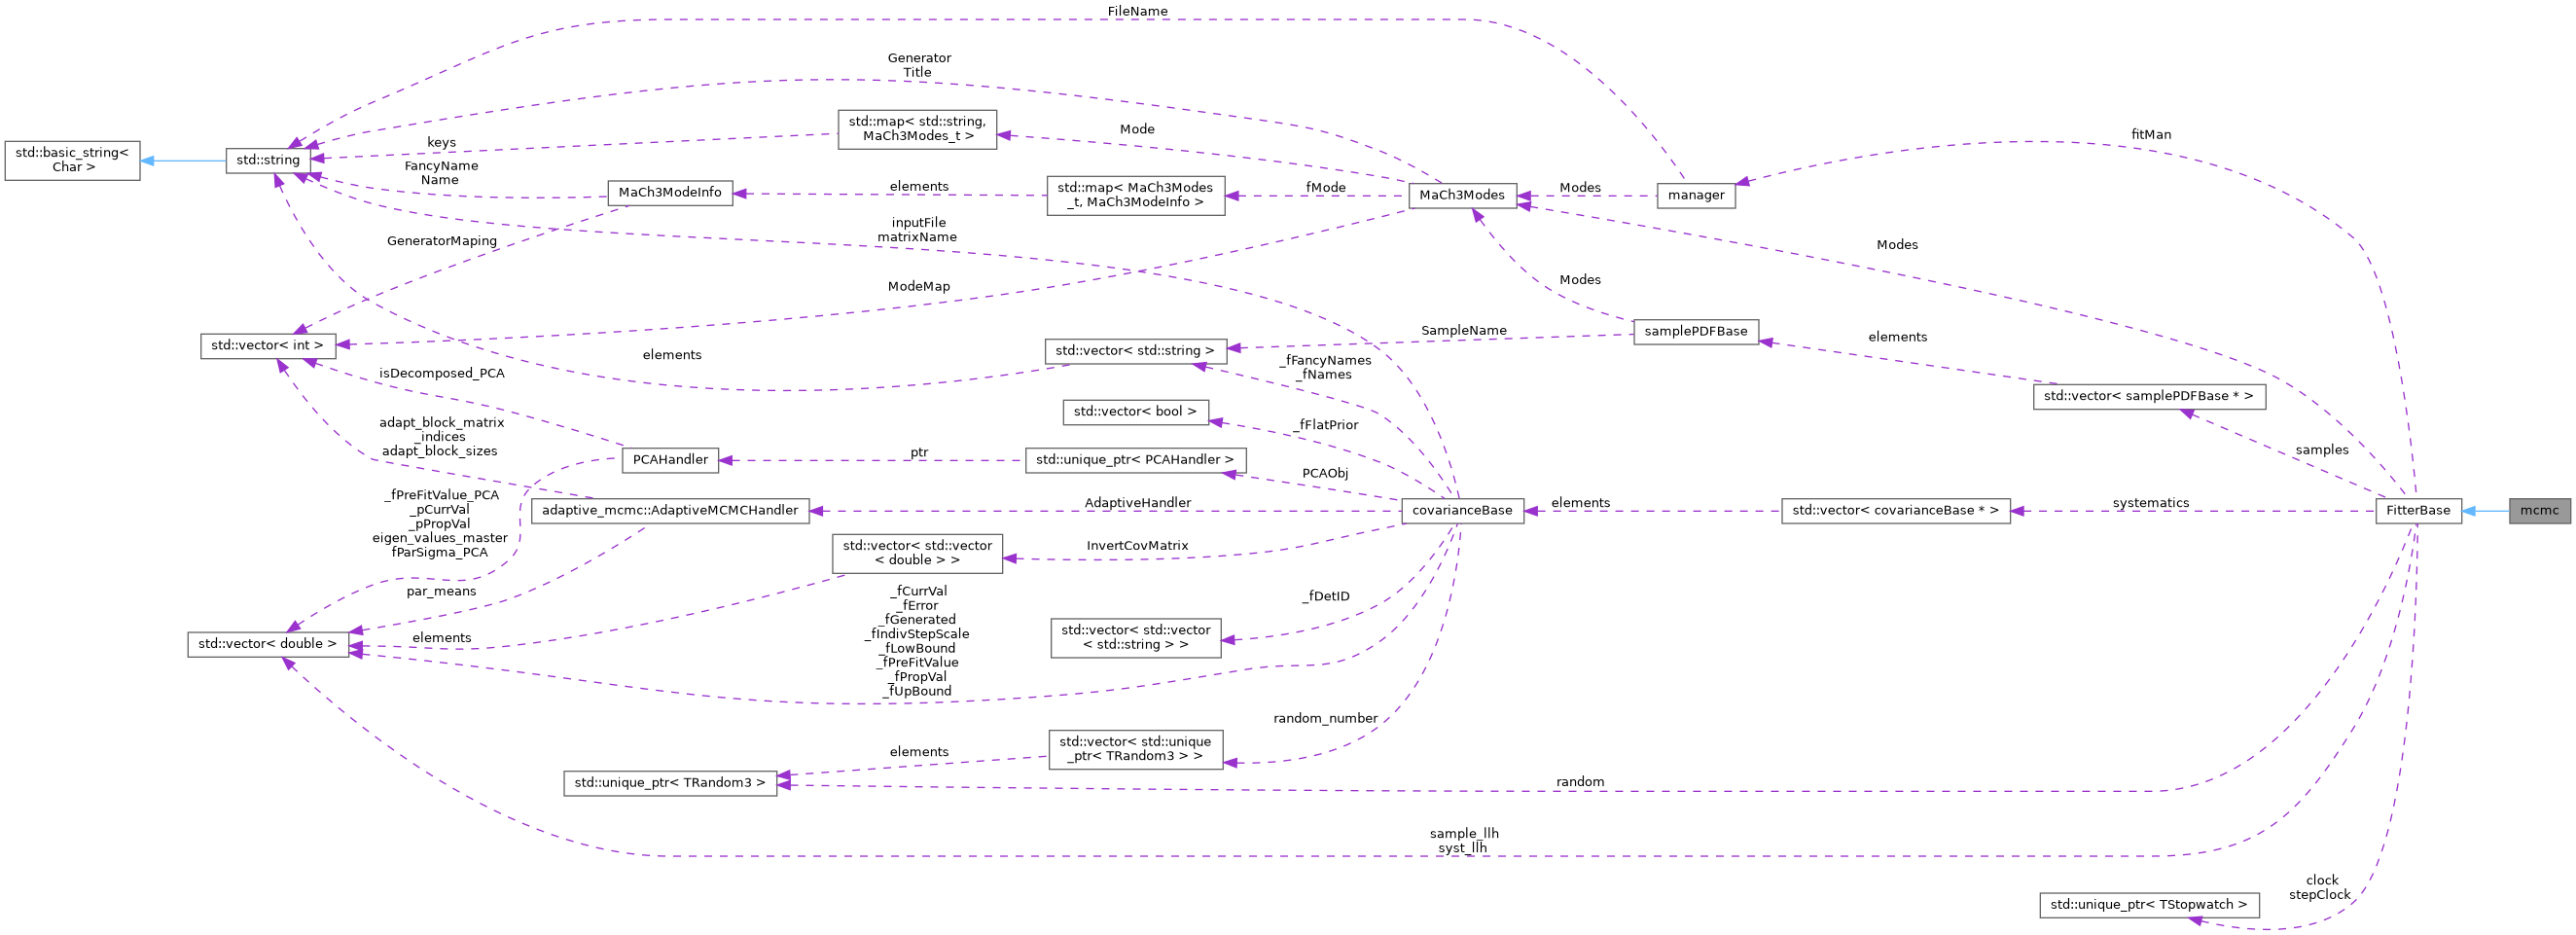 FileName
Generator
Title
std::map< std::string,
MaCh3Modes_t >
Mode
fitMan
keys
std::basic_string<
Char >
std::string
FancyName
Name
MaCh3ModeInfo
elements
std::map< MaCh3Modes
_t, MaCh3ModeInfo >
fMode
MaCh3Modes
Modes
manager
inputFile
matrixName
GeneratorMaping
Modes
ModeMap
Modes
std::vector< int >
elements
std::vector< std::string >
SampleName
samplePDFBase
elements
isDecomposed_PCA
_fFancyNames
_fNames
std::vector< samplePDFBase * >
std::vector< bool >
_fFlatPrior
adapt_block_matrix
_indices
adapt_block_sizes
PCAHandler
ptr
std::unique_ptr< PCAHandler >
PCAObj
samples
_fPreFitValue_PCA
_pCurrVal
_pPropVal
eigen_values_master
fParSigma_PCA
adaptive_mcmc::AdaptiveMCMCHandler
AdaptiveHandler
covarianceBase
elements
std::vector< covarianceBase * >
systematics
FitterBase
mcmc
std::vector< std::vector
< double > >
InvertCovMatrix
par_means
_fCurrVal
_fError
_fGenerated
_fIndivStepScale
_fLowBound
_fPreFitValue
_fPropVal
_fUpBound
_fDetID
std::vector< double >
elements
std::vector< std::vector
< std::string > >
random_number
std::vector< std::unique
_ptr< TRandom3 > >
elements
std::unique_ptr< TRandom3 >
random
sample_llh
syst_llh
clock
stepClock
std::unique_ptr< TStopwatch >